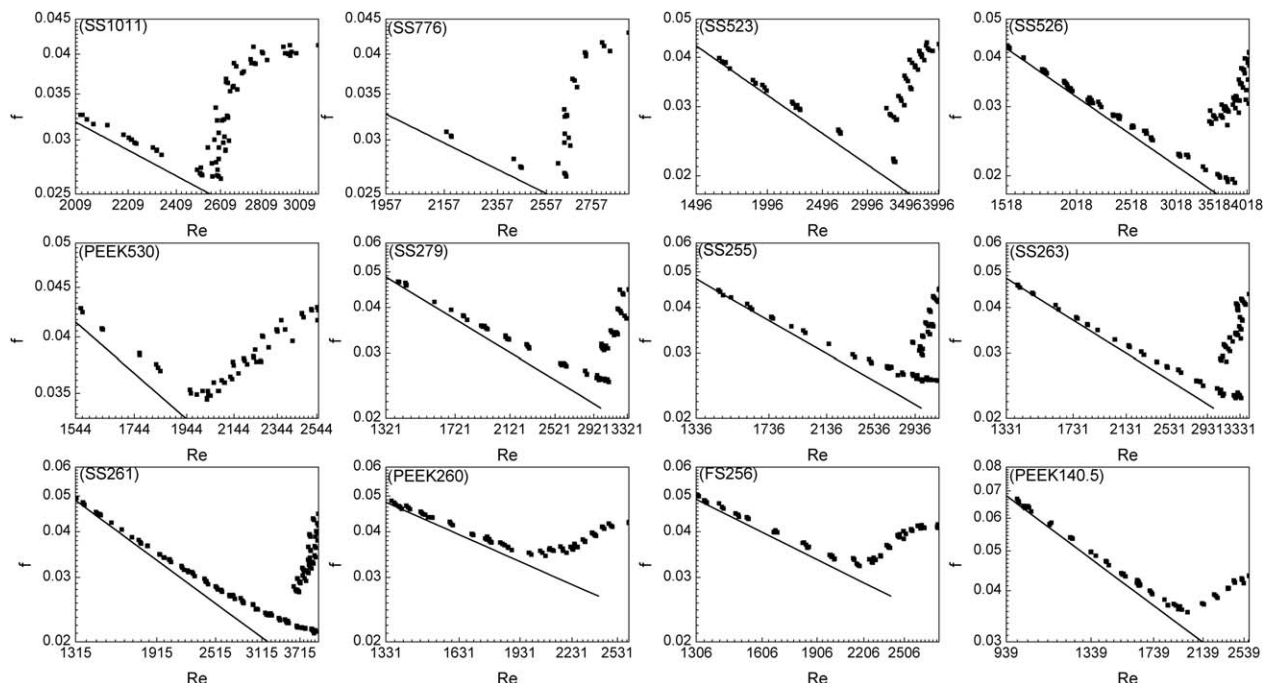 (SS1011)
0.045
0.04
0.035
0.03
0.025
f
2009 2209 2409 2609 2809 3009
Re
(SS776)
0.045
0.04
0.035
0.03
0.025
f
1957 2157 2357 2557 2757
Re
(SS523)
0.05
0.04
0.03
0.02
f
1496 1996 2496 2996 3496 3996
Re
(SS526)
0.05
0.04
0.03
0.02
f
1518 2018 2518 3018 35184018
Re
(PEEK530)
0.05
0.045
0.04
0.035
f
1544 1744 1944 2144 2344 2544
Re
(SS279)
0.06
0.05
0.04
0.03
0.02
f
1321 1721 2121 2521 29213321
Re
(SS255)
0.06
0.05
0.04
0.03
0.02
f
1336 1736 2136 2536 2936
Re
(SS263)
0.06
0.05
0.04
0.03
0.02
f
1331 1731 2131 2531 29313331
Re
(SS261)
0.06
0.05
0.04
0.03
0.02
f
1315 1915 2515 3115 3715
Re
(PEEK260)
0.06
0.05
0.04
0.03
0.02
f
1331 1631 1931 2231 2531
Re
(FS256)
0.06
0.05
0.04
0.03
0.02
f
1306 1606 1906 2206 2506
Re
(PEEK140.5)
0.08
0.07
0.06
0.05
0.04
0.03
f
939 1339 1739 2139 2539
Re